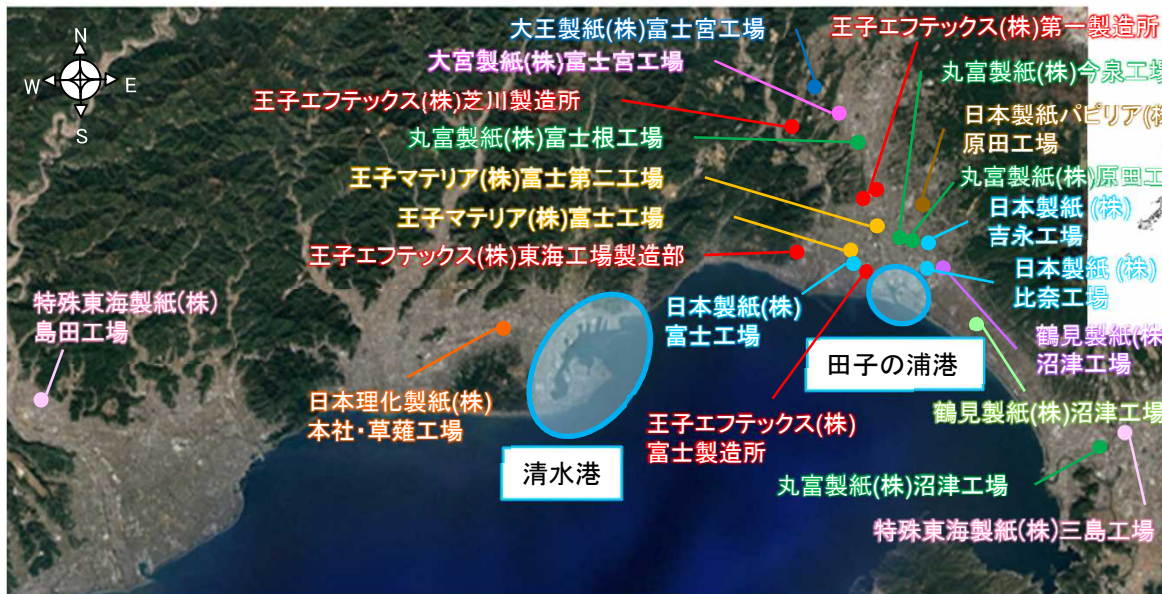 N
W
E
S
大王製紙(株)富士宮工場
王子エフテックス(株)第一製造所
大宮製紙(株)富士宮工場
丸富製紙(株)今泉工場
王子エフテックス(株)芝川製造所
日本製紙パピリア(株
原田工場
丸富製紙(株)富士根工場
王子マテリア(株)富士第二工場
丸富製紙(株)原田工
王子マテリア(株)富士工場
日本製紙 (株)
吉永工場
王子エフテックス(株)東海工場製造部
日本製紙 (株)
比奈工場
特殊東海製紙(株)
島田工場
日本製紙(株)
富士工場
鶴見製紙(株
沼津工場
田子の浦港
日本理化製紙(株)
本社・草薙工場
鶴見製紙(株)沼津工場
王子エフテックス(株)
富士製造所
清水港
丸富製紙(株)沼津工場
特殊東海製紙(株)三島工場